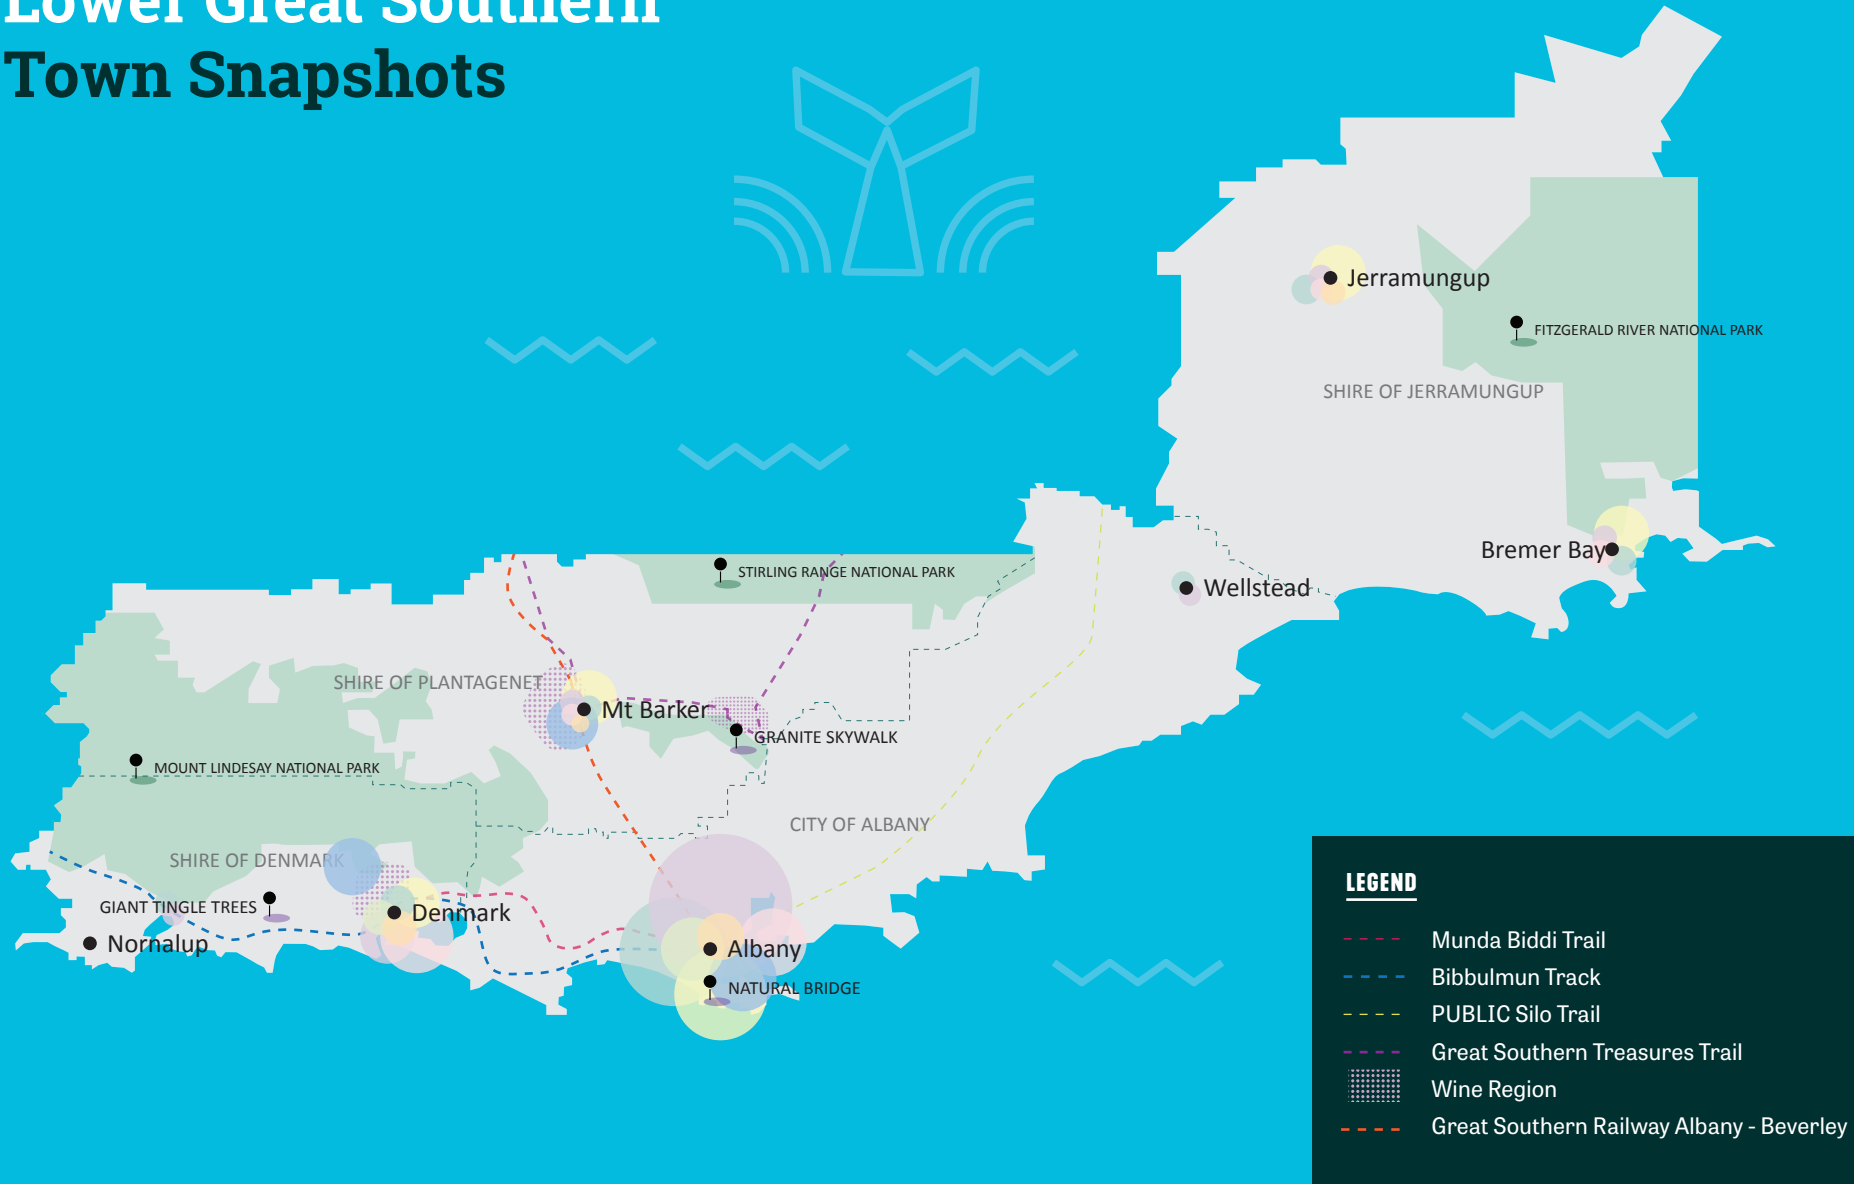 Lower Great Southern
Town Snapshots
Jerramungup
FITZGERALD RIVER NATIONAL PARK
SHIRE OF JERRAMUNGUP
Bremer Bay
STIRLING RANGE NATIONAL PARK
Wellstead
SHIRE OF PLANTAGENET
Mt Barker
GRANITE SKYWALK
MOUNT LINDESAY NATIONAL PARK
CITY OF ALBANY
SHIRE OF DENMARK
GIANT TINGLE TREES
Denmark
Nornalup
Albany
NATURAL BRIDGE
LEGEND
Munda Biddi Trail
Bibbulmun Track
PUBLIC Silo Trail
Great Southern Treasures Trail
Wine Region
Great Southern Railway Albany - Beverley